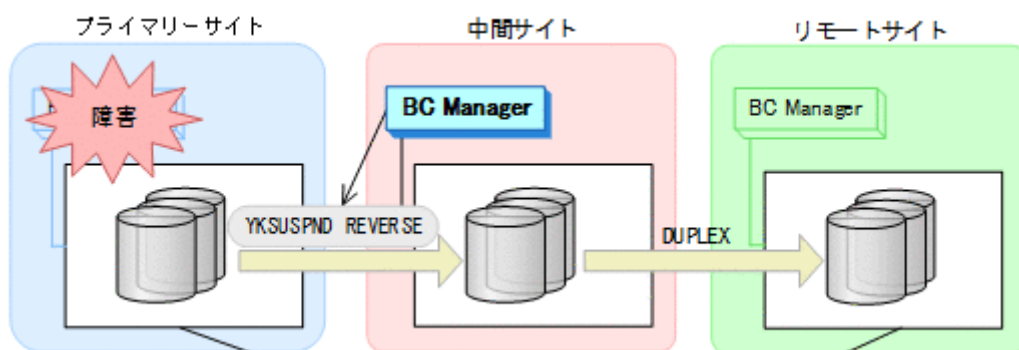 プライマリーサイト
中間サイト
リモートサイト
障害
BC Manager
BC Manager
YKSUSPND REVERSE
DUPLEX